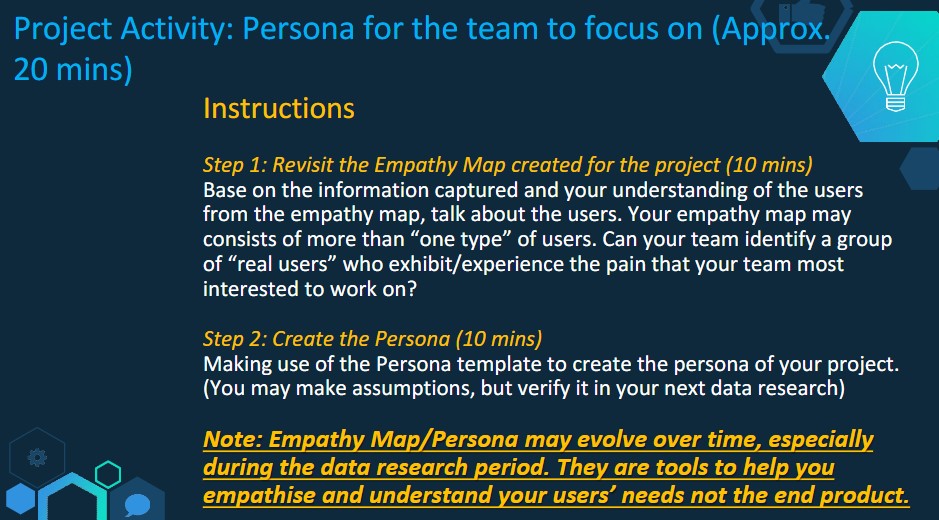 Project Activity: Persona for the team to focus on (Approx.
20 mins)
Instructions
Step 1: Revisit the Empathy Map created for the project (10 mins)
Base on the information captured and your understanding of the users
from the empathy map, talk about the users. Your empathy map may
consists of more than “one type” of users. Can your team identify a group
of “real users” who exhibit/experience the pain that your team most
interested to work on?
Step 2: Create the Persona (10 mins)
Making use of the Persona template to create the persona of your project.
(You may make assumptions, but verify it in your next data research)
Note: Empathy Map/Persona may evolve over time, especially
during the data research period. They are tools to help you
empathise and understand your users’ needs not the end product.